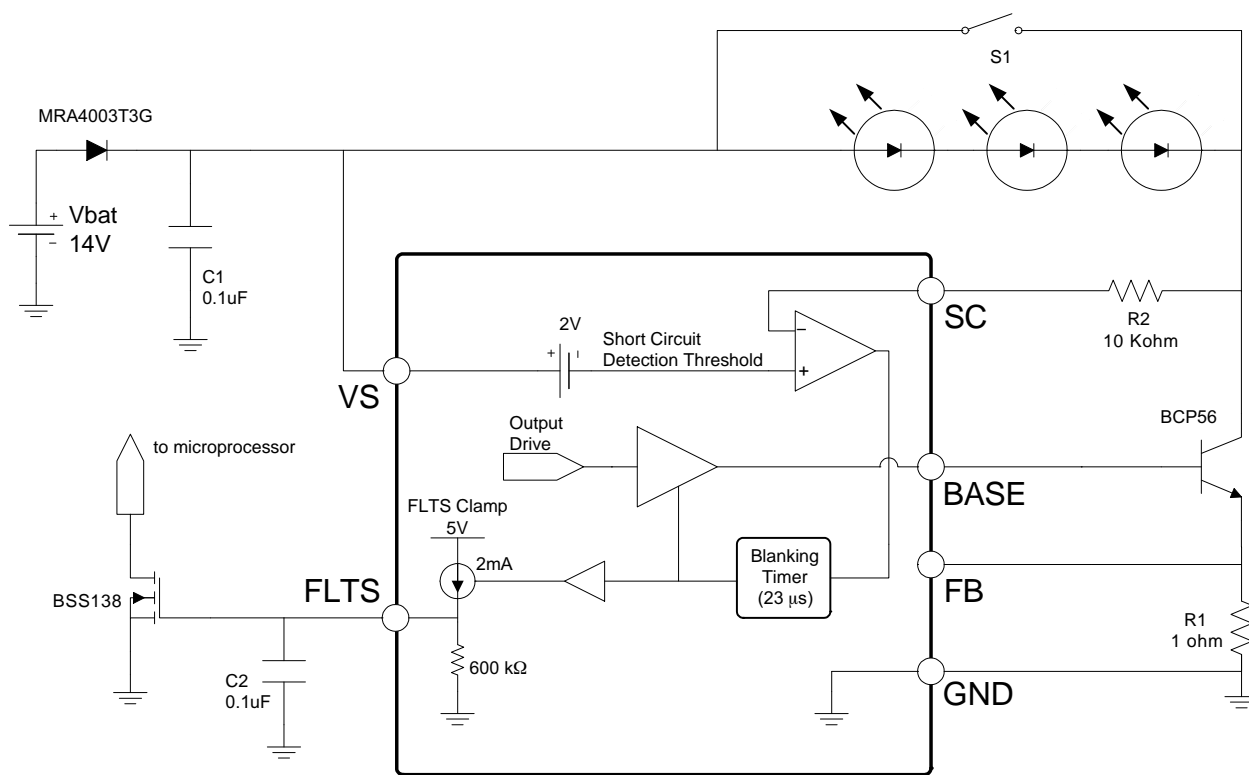 S1
MRA4003T3G
+
Vbat
−
14V
C1
0.1uF
SC
R2
10 Kohm
2V
+
Short Circuit
Detection Threshold
−
+
VS
BCP56
to microprocessor
Output
Drive
BASE
FLTS Clamp
5V
2mA
Blanking
Timer
(23 µs)
FLTS
FB
BSS138
R1
1 ohm
600 kΩ
C2
0.1uF
GND